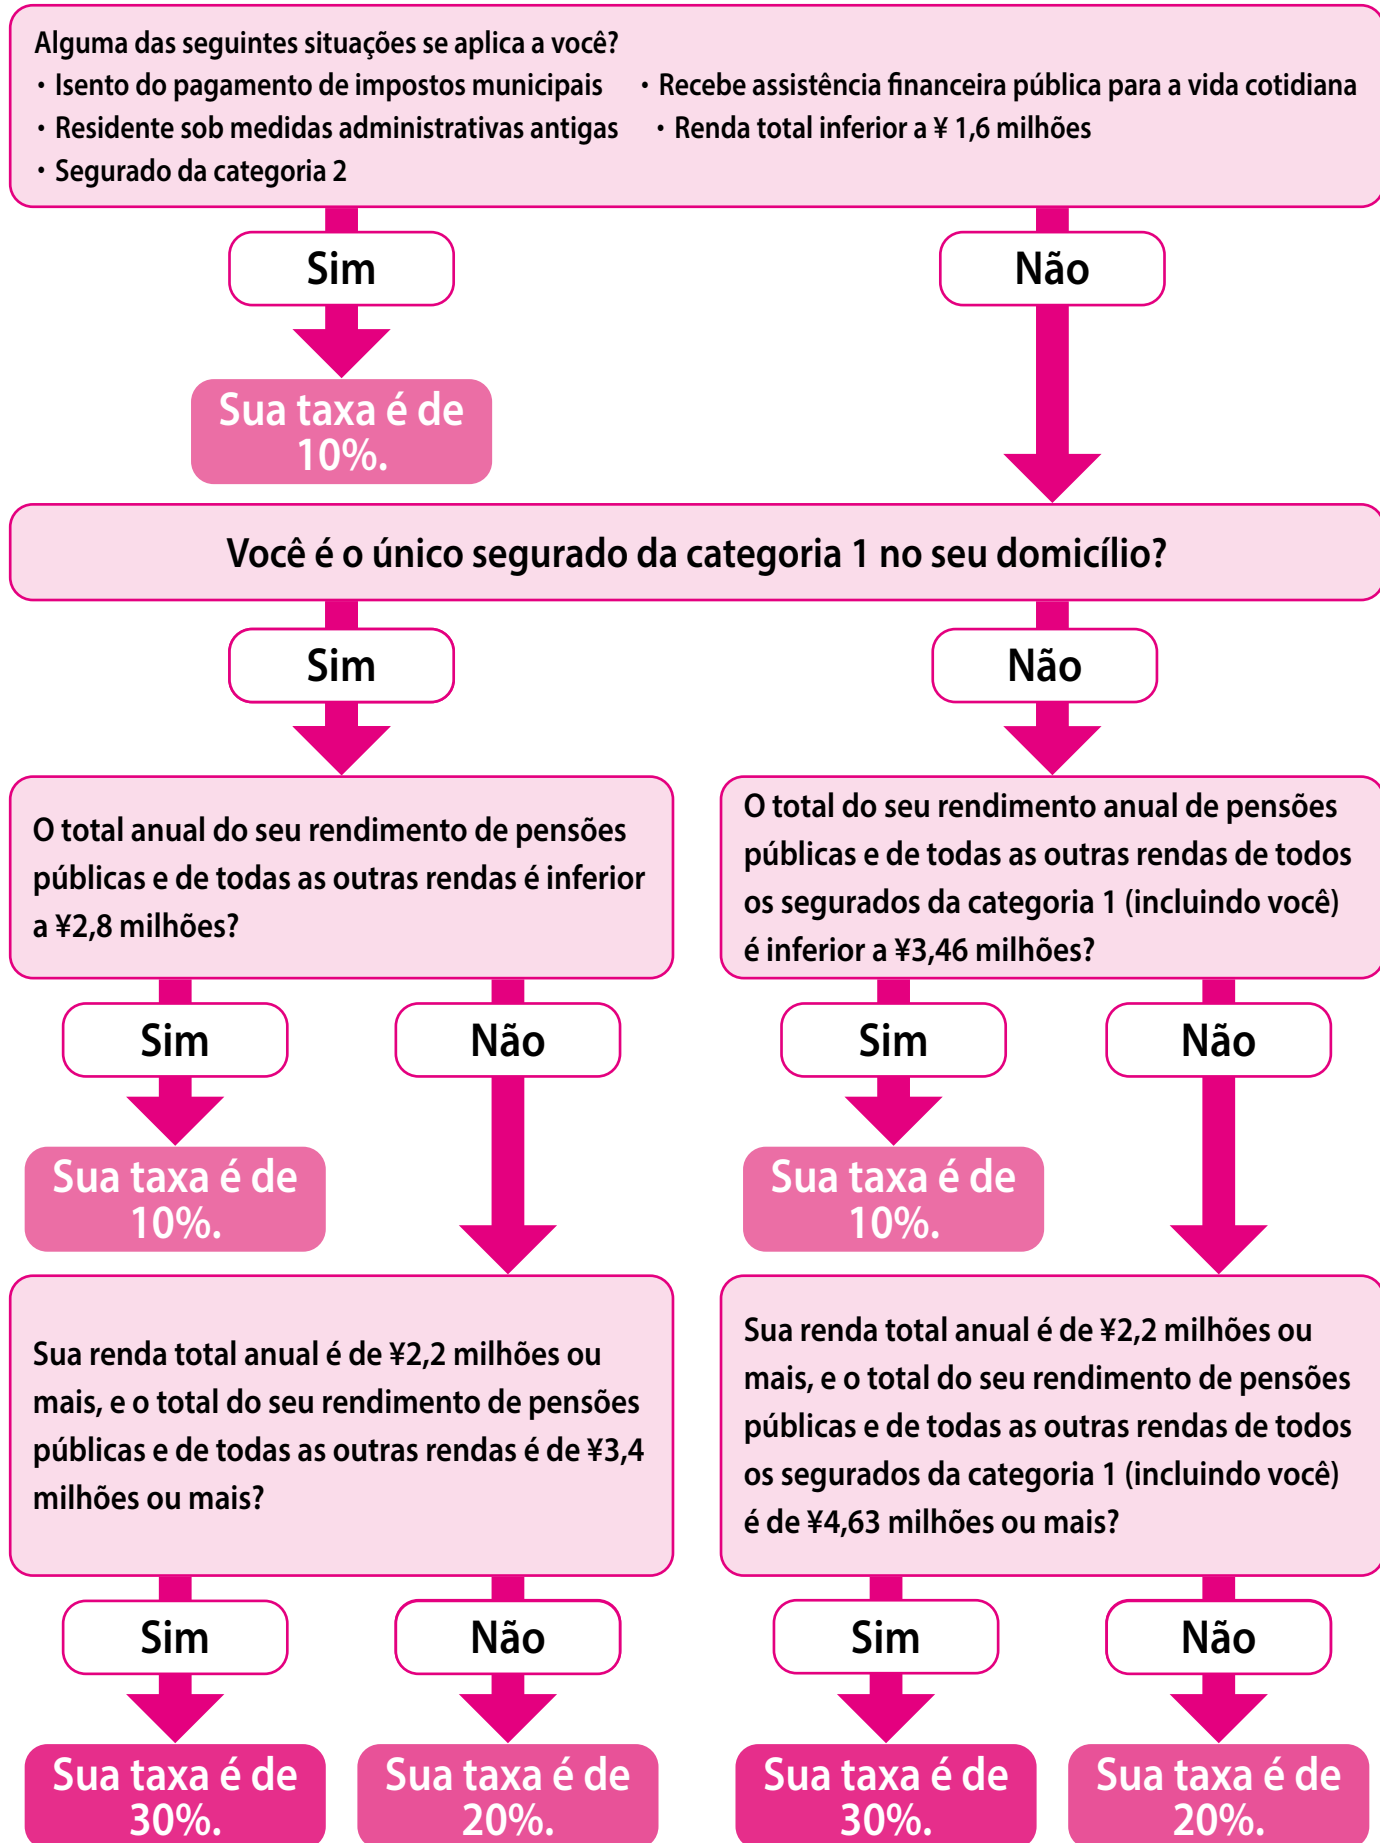 Alguma das seguintes situações se aplica a você?
・Isento do pagamento de impostos municipais ・Recebe assistência financeira pública para a vida cotidiana
・Residente sob medidas administrativas antigas ・Renda total inferior a ¥ 1,6 milhões
・Segurado da categoria 2
Sim
Não
Sua taxa é de
10%.
Você é o único segurado da categoria 1 no seu domicílio?
Sim
Não
O total anual do seu rendimento de pensões
públicas e de todas as outras rendas é inferior
a ¥2,8 milhões?
O total do seu rendimento anual de pensões
públicas e de todas as outras rendas de todos
os segurados da categoria 1 (incluindo você)
é inferior a ¥3,46 milhões?
Sim
Não
Sim
Não
Sua taxa é de
10%.
Sua taxa é de
10%.
Sua renda total anual é de ¥2,2 milhões ou
mais, e o total do seu rendimento de pensões
públicas e de todas as outras rendas é de ¥3,4
milhões ou mais?
Sua renda total anual é de ¥2,2 milhões ou
mais, e o total do seu rendimento de pensões
públicas e de todas as outras rendas de todos
os segurados da categoria 1 (incluindo você)
é de ¥4,63 milhões ou mais?
Sim
Não
Sim
Não
Sua taxa é de
30%.
Sua taxa é de
20%.
Sua taxa é de
30%.
Sua taxa é de
20%.